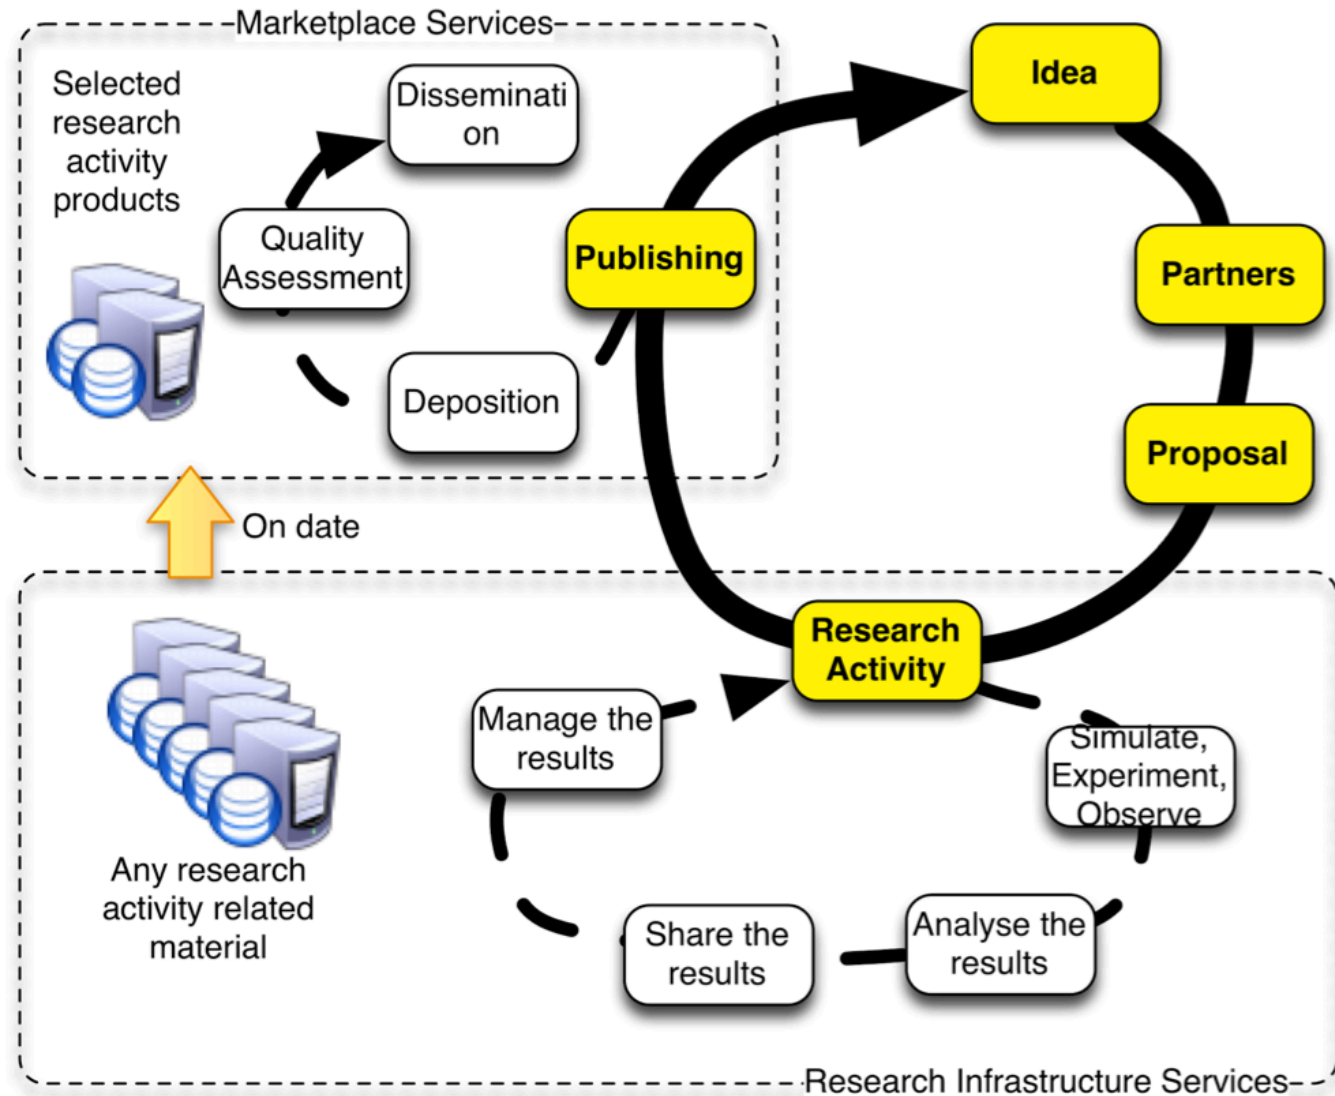 Marketplace Services
Selected
research
activity
products
Disseminati
on
Quality
Assessment
Deposition
Publishing
Idea
Partners
Proposal
On date
Research
Activity
Manage the
results
Simulate,
Experiment,
Observe
Share the
results
Analyse the
results
Any research
activity related
material
Research Infrastructure Services